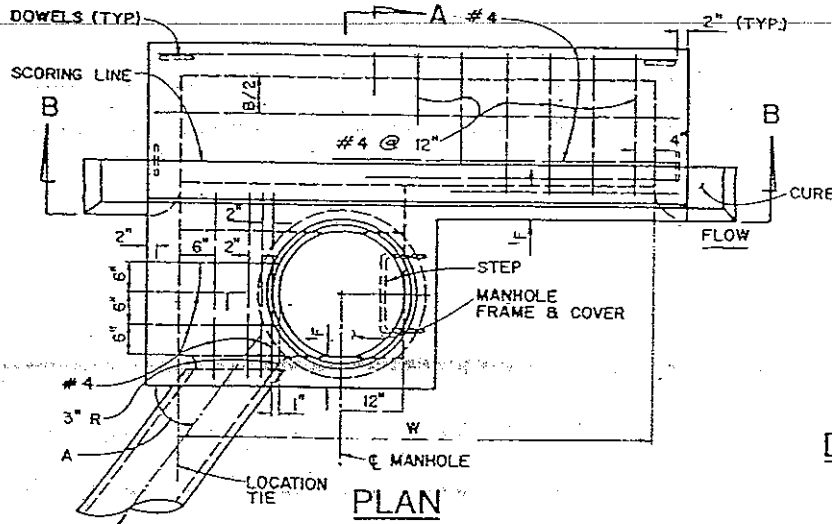 DOWELS (TYP.)
A
#4
2" (TYP.)
SCORING LINE
B/2
B
B
#4 @ 12"
4"
CURE
FLOW
2"
2"
6"
2"
STEP
MANHOLE
FRAME & COVER
6"
6"
6"
#4
3" R
1"
12"
W
A
LOCATION
TIE
℄ MANHOLE
PLAN
D